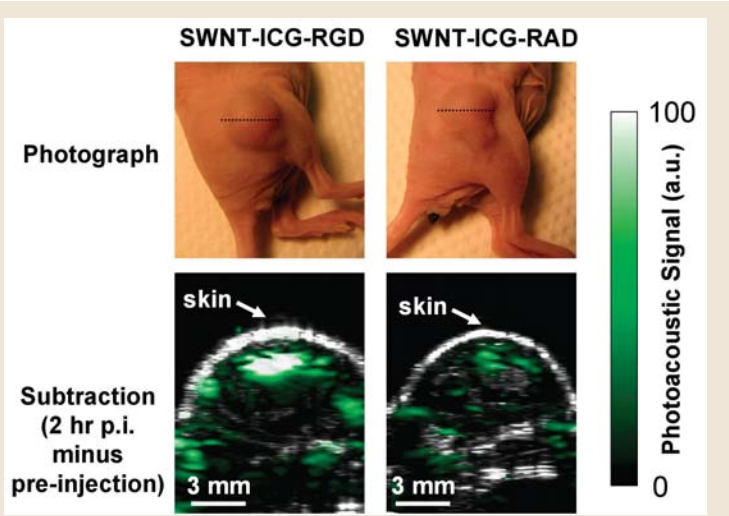 SWNT-ICG-RGD SWNT-ICG-RAD
Photograph
100
Photoacoustic Signal (a.u.)
0
skin
skin
Subtraction
(2 hr p.i.
minus
pre-injection)
3 mm
3 mm